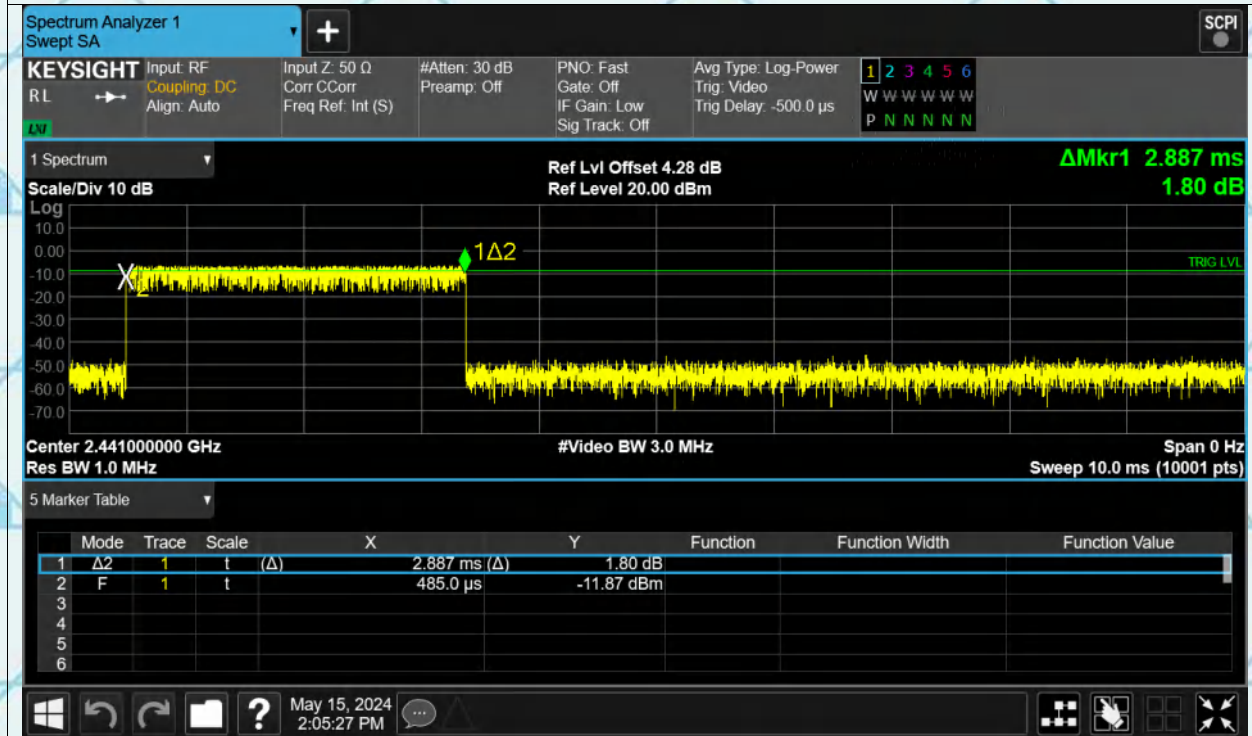 Spectrum Analyzer 1
Swept SA
+
SCPI
KEYSIGHT
RL
LXI
Input: RF
Coupling: DC
Align: Auto
Input Z: 50 Ω
Corr CCorr
Freq Ref: Int (S)
#Atten: 30 dB
Preamp: Off
PNO: Fast
Gate: Off
IF Gain: Low
Sig Track: Off
Avg Type: Log-Power
Trig: Video
Trig Delay: -500.0 µs
1 2 3 4 5 6
W W W W W W
P N N N N N
1 Spectrum
Scale/Div 10 dB
Ref Lvl Offset 4.28 dB
Ref Level 20.00 dBm
ΔMkr1 2.887 ms
1.80 dB
Log
10.0
0.00
-10.0
-20.0
-30.0
-40.0
-50.0
-60.0
-70.0
1Δ2
X
2
TRIG LVL
Center 2.441000000 GHz
#Video BW 3.0 MHz
Span 0 Hz
Res BW 1.0 MHz
Sweep 10.0 ms (10001 pts)
5 Marker Table
Mode Trace Scale X Y Function Function Width Function Value
1 Δ2 1 t (Δ) 2.887 ms (Δ) 1.80 dB
2 F 1 t 485.0 µs -11.87 dBm
3
4
5
6
?
May 15, 2024
2:05:27 PM